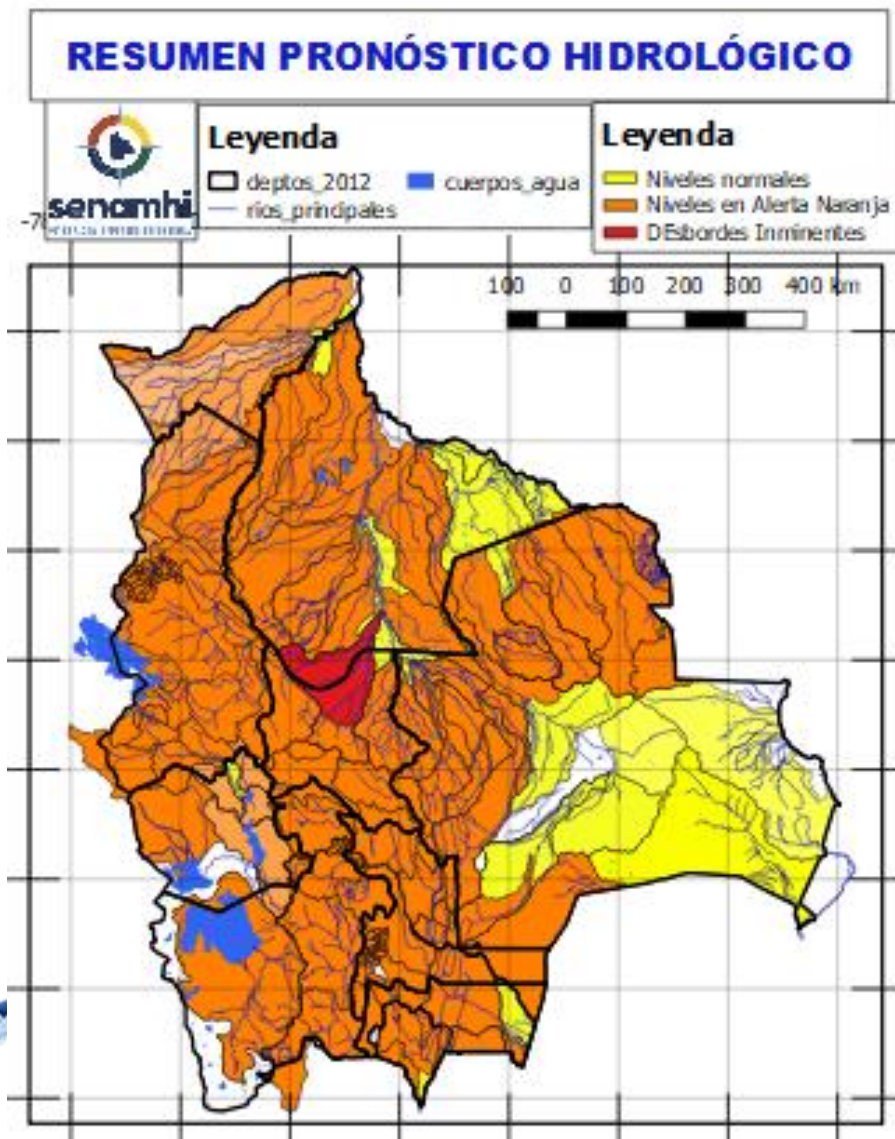 RESUMEN PRONÓSTICO HIDROLÓGICO
senamhi
Leyenda
deptos_2012
cuerpos_agua
rios_principales
Leyenda
Niveles normales
Niveles en Alerta Naranja
DEsbordes Inminentes
100 0 100 200 300 400 km